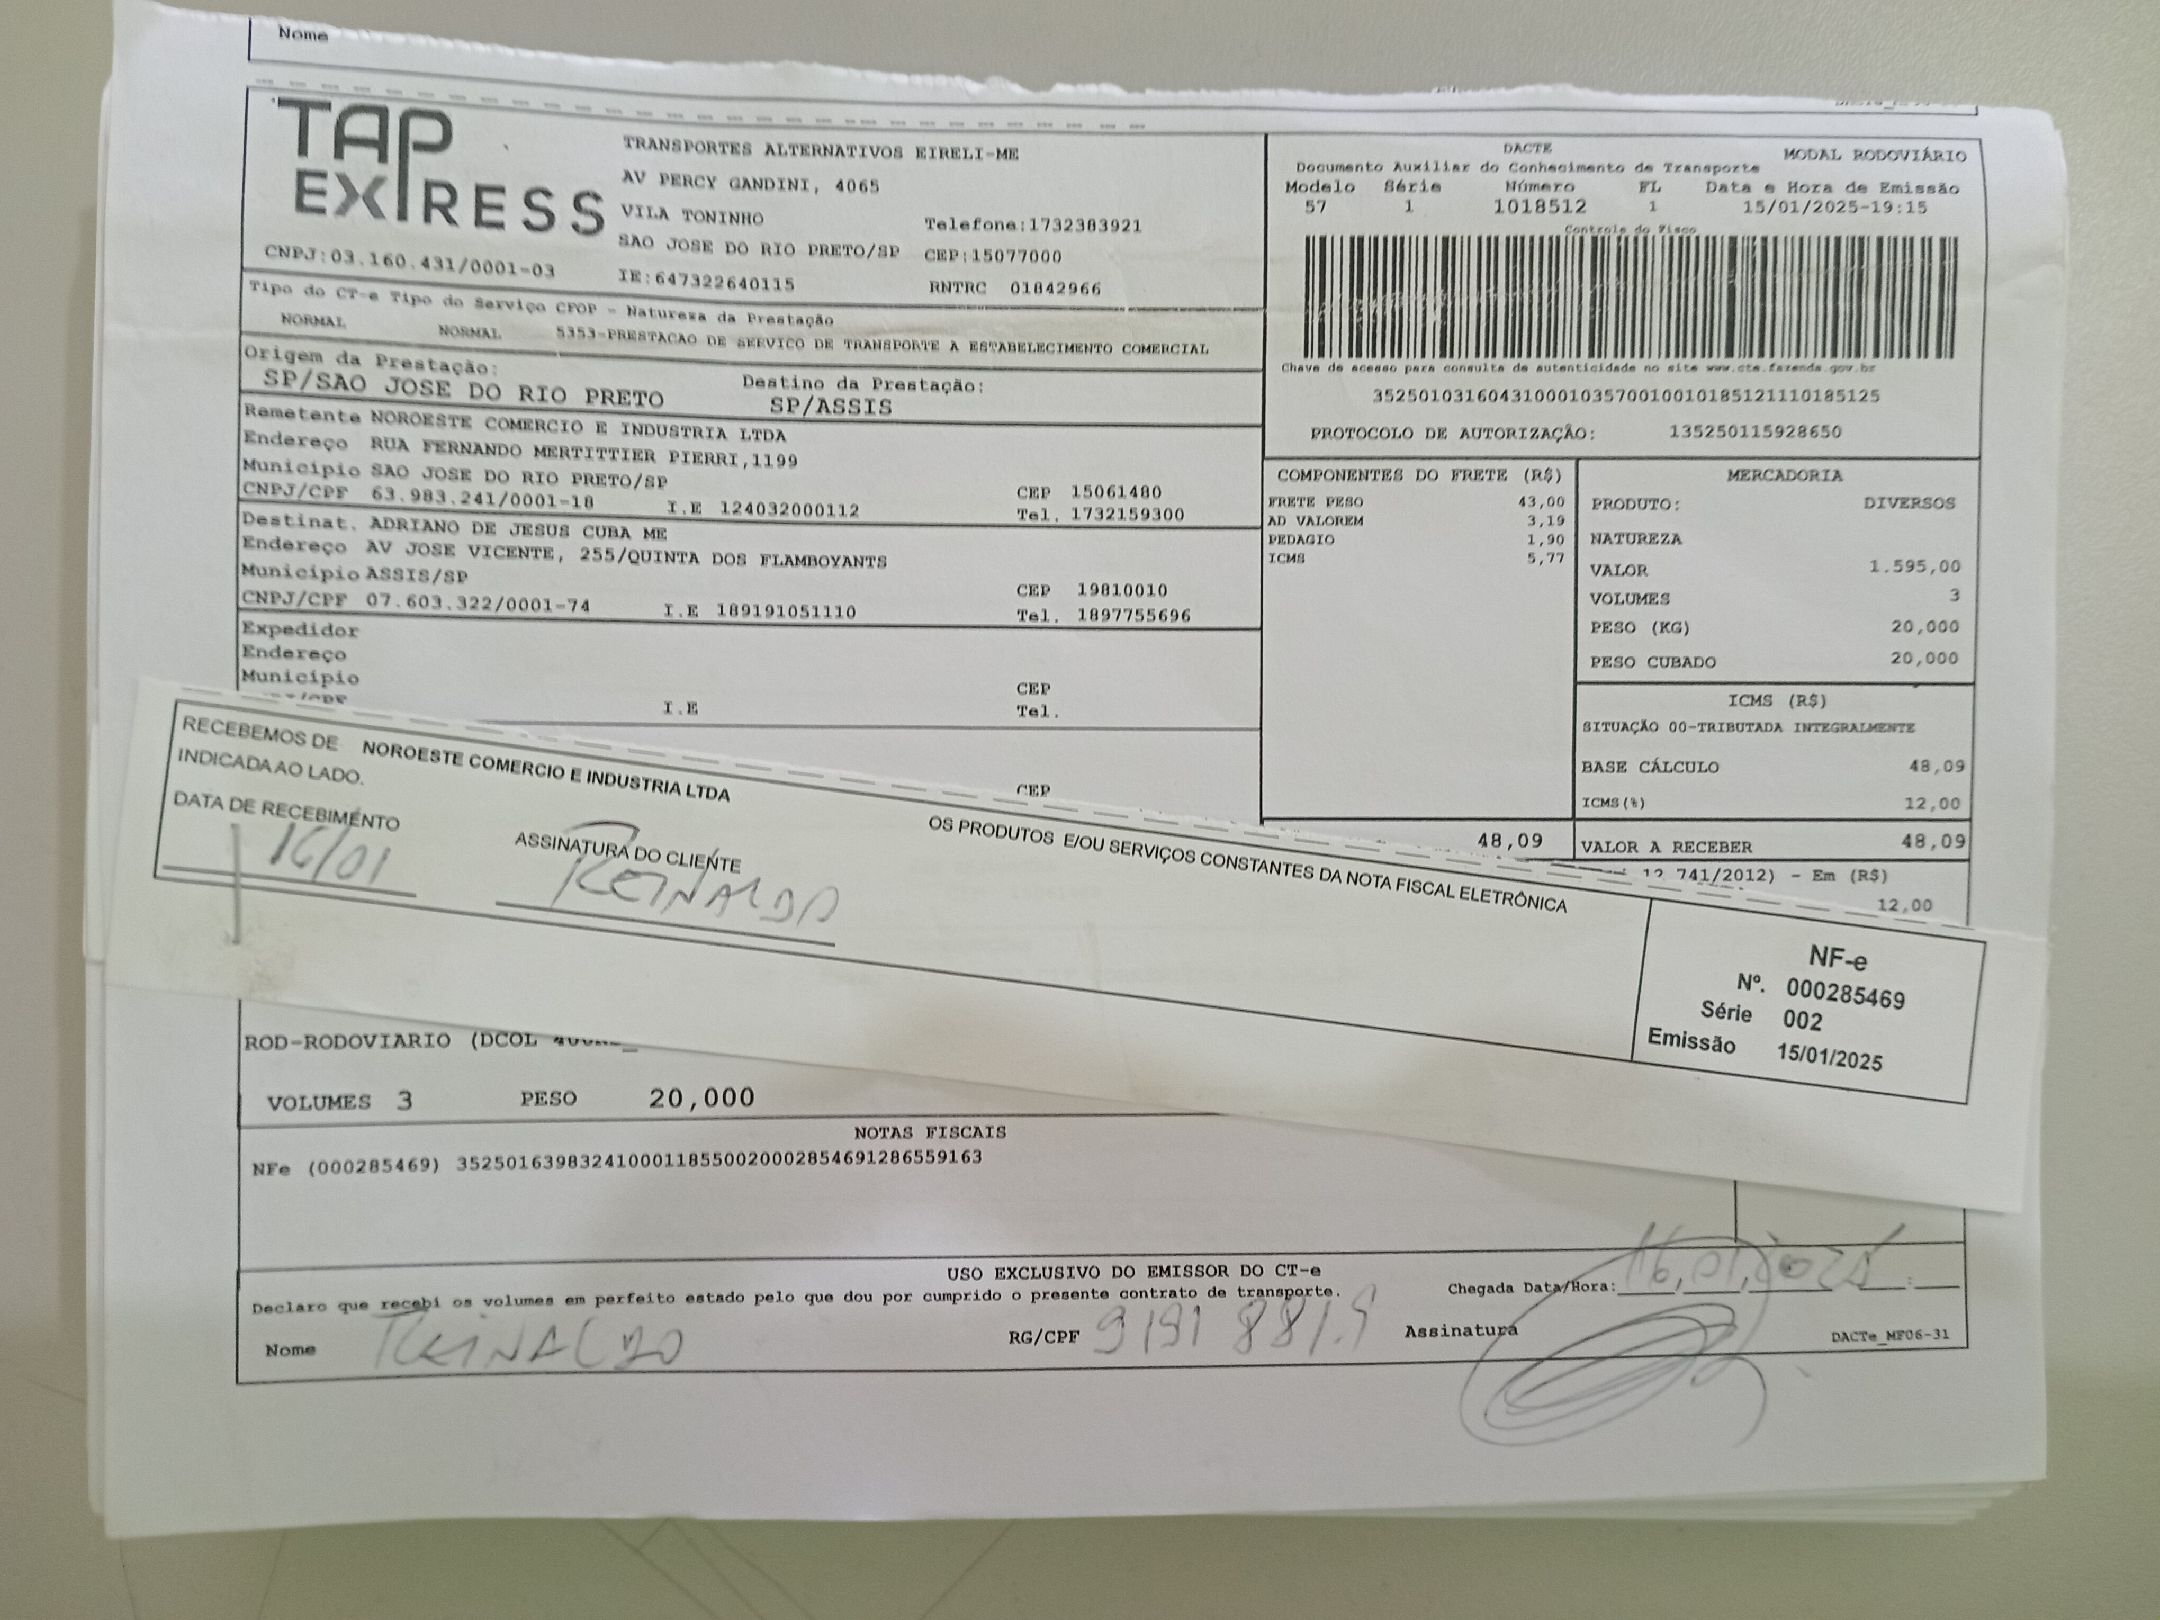 Nome
TAP EXPRESS
TRANSPORTES ALTERNATIVOS EIRELI-ME
AV PERCY GANDINI, 4065
VILA TONINHO Telefone:1732383921
SAO JOSE DO RIO PRETO/SP CEP:15077000
CNPJ:03.160.431/0001-03 IE:647322640115 RNTRC 01842966
DACTE MODAL RODOVIÁRIO
Documento Auxiliar do Conhecimento de Transporte
Modelo Série Número FL Data e Hora de Emissão
57 1 1018512 1 15/01/2025-19:15
Controle do Fisco
Chave de acesso para consulta de autenticidade no site www.cte.fazenda.gov.br
35250103160431000103570010010185121110185125
PROTOCOLO DE AUTORIZAÇÃO: 135250115928650
Tipo do CT-e Tipo do Serviço CFOP - Natureza da Prestação
NORMAL NORMAL 5353-PRESTACAO DE SERVICO DE TRANSPORTE A ESTABELECIMENTO COMERCIAL
Origem da Prestação: Destino da Prestação:
SP/SAO JOSE DO RIO PRETO SP/ASSIS
Remetente NOROESTE COMERCIO E INDUSTRIA LTDA
Endereço RUA FERNANDO MERTITTIER PIERRI,1199
Município SAO JOSE DO RIO PRETO/SP CEP 15061480
CNPJ/CPF 63.983.241/0001-18 I.E 124032000112 Tel. 1732159300
Destinat. ADRIANO DE JESUS CUBA ME
Endereço AV JOSE VICENTE, 255/QUINTA DOS FLAMBOYANTS
Município ASSIS/SP CEP 19810010
CNPJ/CPF 07.603.322/0001-74 I.E 189191051110 Tel. 1897755696
Expedidor
Endereço
Município CEP
I.E Tel.
CEP
COMPONENTES DO FRETE (R$)
FRETE PESO 43,00
AD VALOREM 3,19
PEDAGIO 1,90
ICMS 5,77
48,09
MERCADORIA
PRODUTO: DIVERSOS
NATUREZA
VALOR 1.595,00
VOLUMES 3
PESO (KG) 20,000
PESO CUBADO 20,000
ICMS (R$)
SITUAÇÃO 00-TRIBUTADA INTEGRALMENTE
BASE CÁLCULO 48,09
ICMS(%) 12,00
VALOR A RECEBER 48,09
12 741/2012) - Em (R$)
12,00
RECEBEMOS DE NOROESTE COMERCIO E INDUSTRIA LTDA OS PRODUTOS E/OU SERVIÇOS CONSTANTES DA NOTA FISCAL ELETRÔNICA
INDICADA AO LADO.
DATA DE RECEBIMENTO ASSINATURA DO CLIENTE
16/01 REINALDO
NF-e
Nº. 000285469
Série 002
Emissão 15/01/2025
ROD-RODOVIARIO (DCOL
VOLUMES 3 PESO 20,000
NOTAS FISCAIS
NFe (000285469) 35250163983241000118550020002854691286559163
USO EXCLUSIVO DO EMISSOR DO CT-e
Declaro que recebi os volumes em perfeito estado pelo que dou por cumprido o presente contrato de transporte. Chegada Data/Hora: 16/01/2025 :
Nome REINALDO RG/CPF Assinatura DACTe_MF06-31